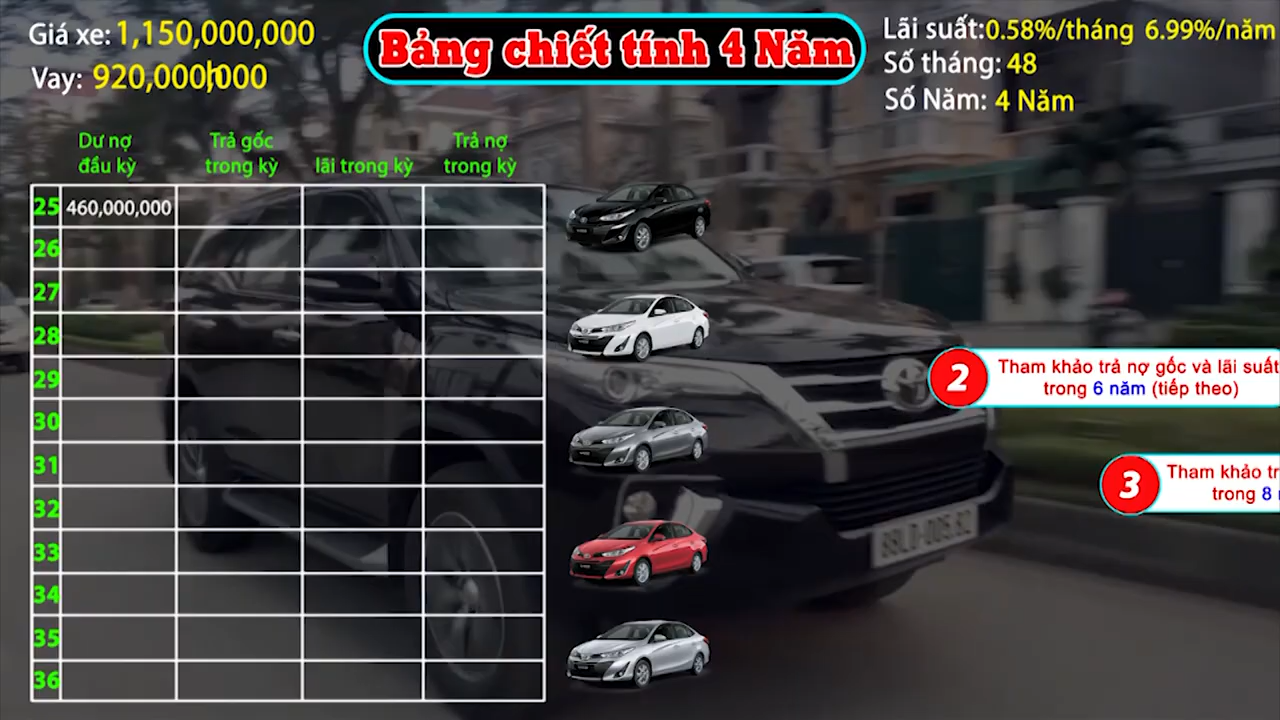 Giá xe: 1,150,000,000
Vay: 920,000,000
Bảng chiết tính 4 Năm
Lãi suất: 0.58%/tháng 6.99%/năm
Số tháng: 48
Số Năm: 4 Năm
Dư nợ đầu kỳ
Trả gốc trong kỳ
lãi trong kỳ
Trả nợ trong kỳ
25 460,000,000
26
27
28
29
30
31
32
33
34
35
36
2 Tham khảo trả nợ gốc và lãi suất
trong 6 năm (tiếp theo)
3 Tham khảo
trong 8